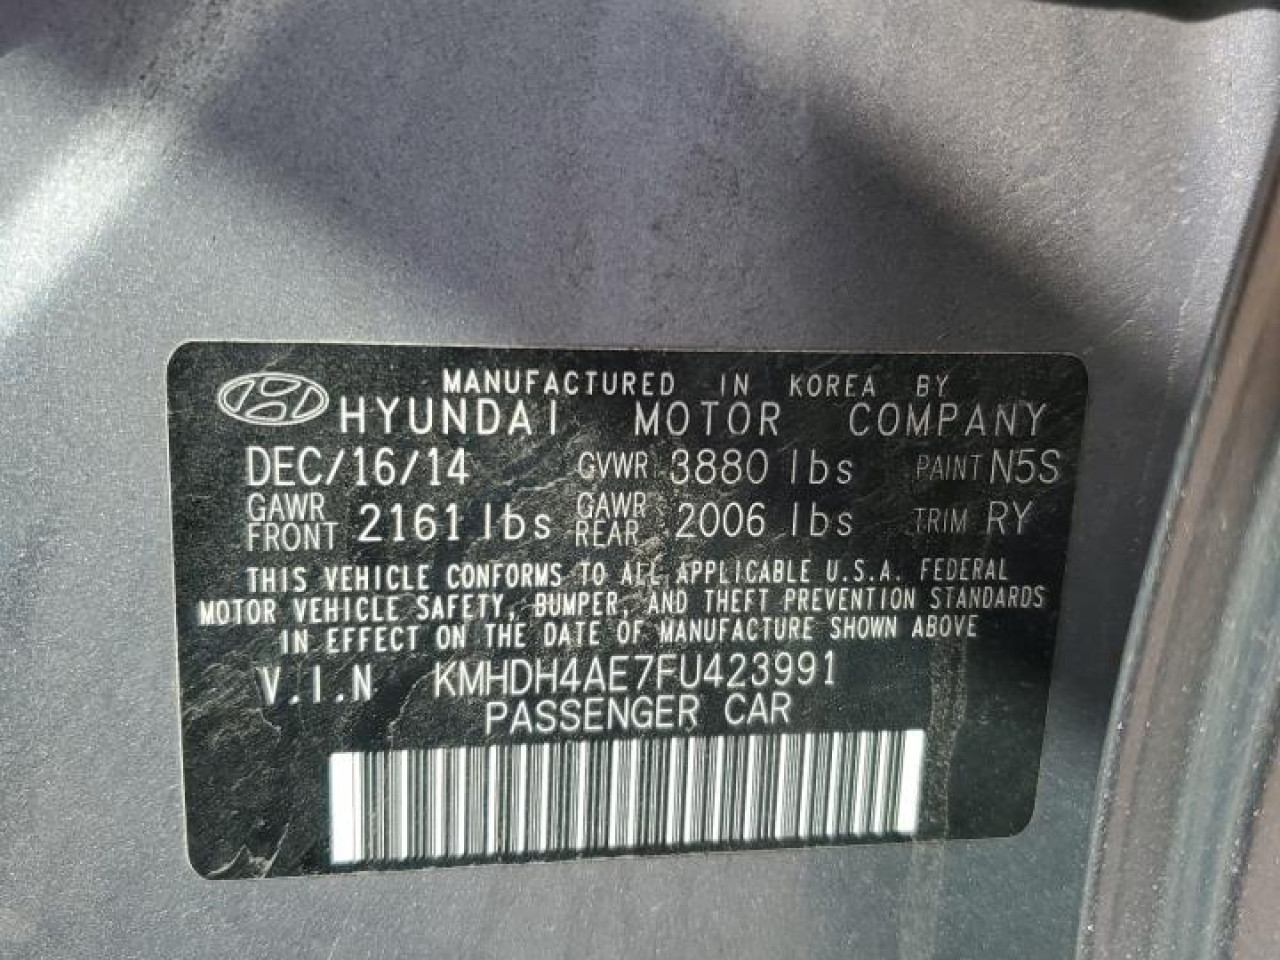 MANUFACTURED IN KOREA BY
HYUNDAI MOTOR COMPANY
DEC/16/14 GVWR 3880 lbs PAINT N5S
GAWR FRONT 2161 lbs GAWR REAR 2006 lbs TRIM RY
THIS VEHICLE CONFORMS TO ALL APPLICABLE U.S.A. FEDERAL
MOTOR VEHICLE SAFETY, BUMPER, AND THEFT PREVENTION STANDARDS
IN EFFECT ON THE DATE OF MANUFACTURE SHOWN ABOVE
V.I.N KMHDH4AE7FU423991
PASSENGER CAR